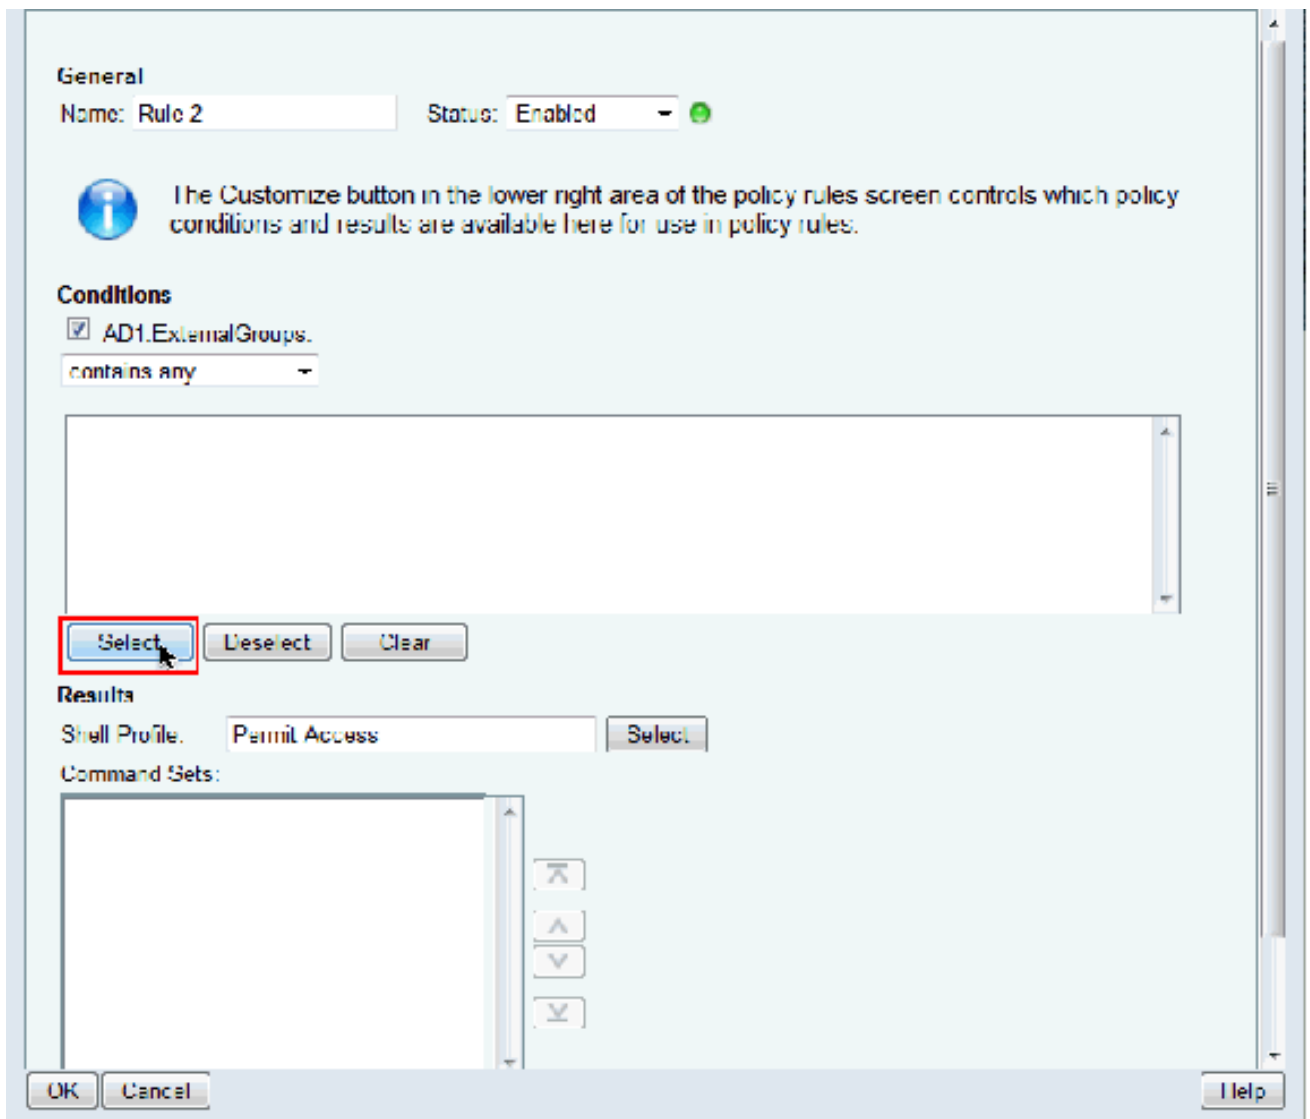 General
Name: Rule 2 Status: Enabled
The Customize button in the lower right area of the policy rules screen controls which policy
conditions and results are available here for use in policy rules.
Conditions
AD1:ExternalGroups:
contains any
Select Deselect Clear
Results
Shell Profile: Permit Access Select
Command Sets:
OK Cancel Help